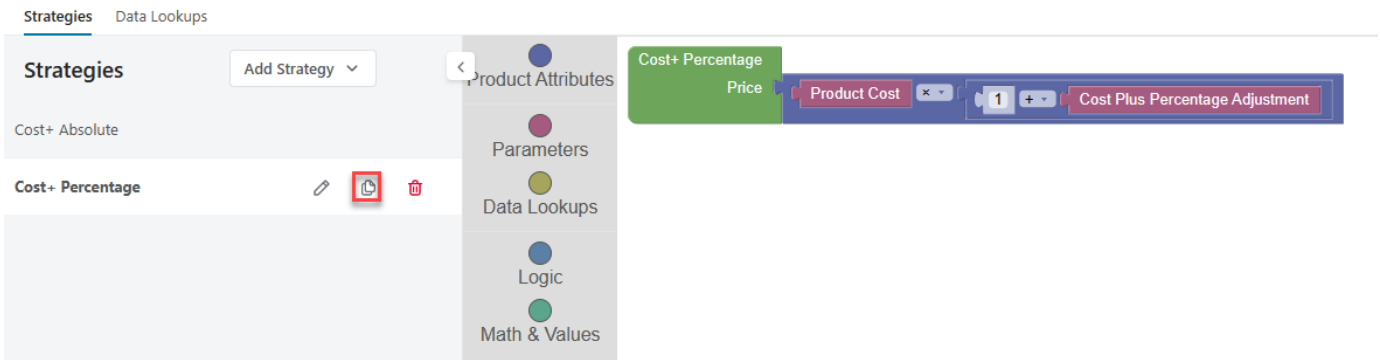 Strategies Data Lookups
Strategies Add Strategy
Cost+ Absolute
Cost+ Percentage
Product Attributes
Parameters
Data Lookups
Logic
Math & Values
Cost+ Percentage
Price Product Cost × 1 + Cost Plus Percentage Adjustment